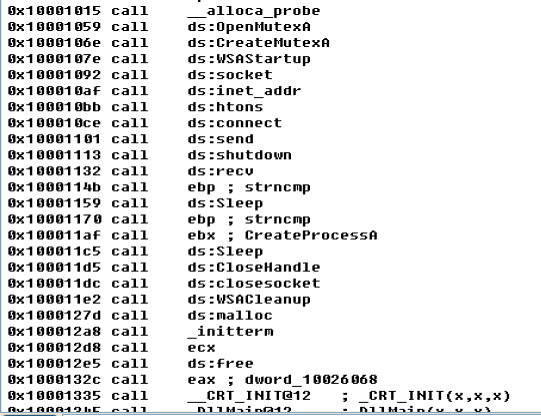 0x10001015 call __alloca_probe
0x10001059 call ds:OpenMutexA
0x1000106e call ds:CreateMutexA
0x1000107e call ds:WSAStartup
0x10001092 call ds:socket
0x100010af call ds:inet_addr
0x100010bb call ds:htons
0x100010ce call ds:connect
0x10001101 call ds:send
0x10001113 call ds:shutdown
0x10001132 call ds:recv
0x1000114b call ebp ; strncmp
0x10001159 call ds:Sleep
0x10001170 call ebp ; strncmp
0x100011af call ebx ; CreateProcessA
0x100011c5 call ds:Sleep
0x100011d5 call ds:CloseHandle
0x100011dc call ds:closesocket
0x100011e2 call ds:WSACleanup
0x1000127d call ds:malloc
0x100012a8 call _initterm
0x100012d8 call ecx
0x100012e5 call ds:free
0x1000132c call eax ; dword_10026068
0x10001335 call __CRT_INIT@12 ; _CRT_INIT(x,x,x)
call _DllMain@12 ; DllMain(x,x,x)